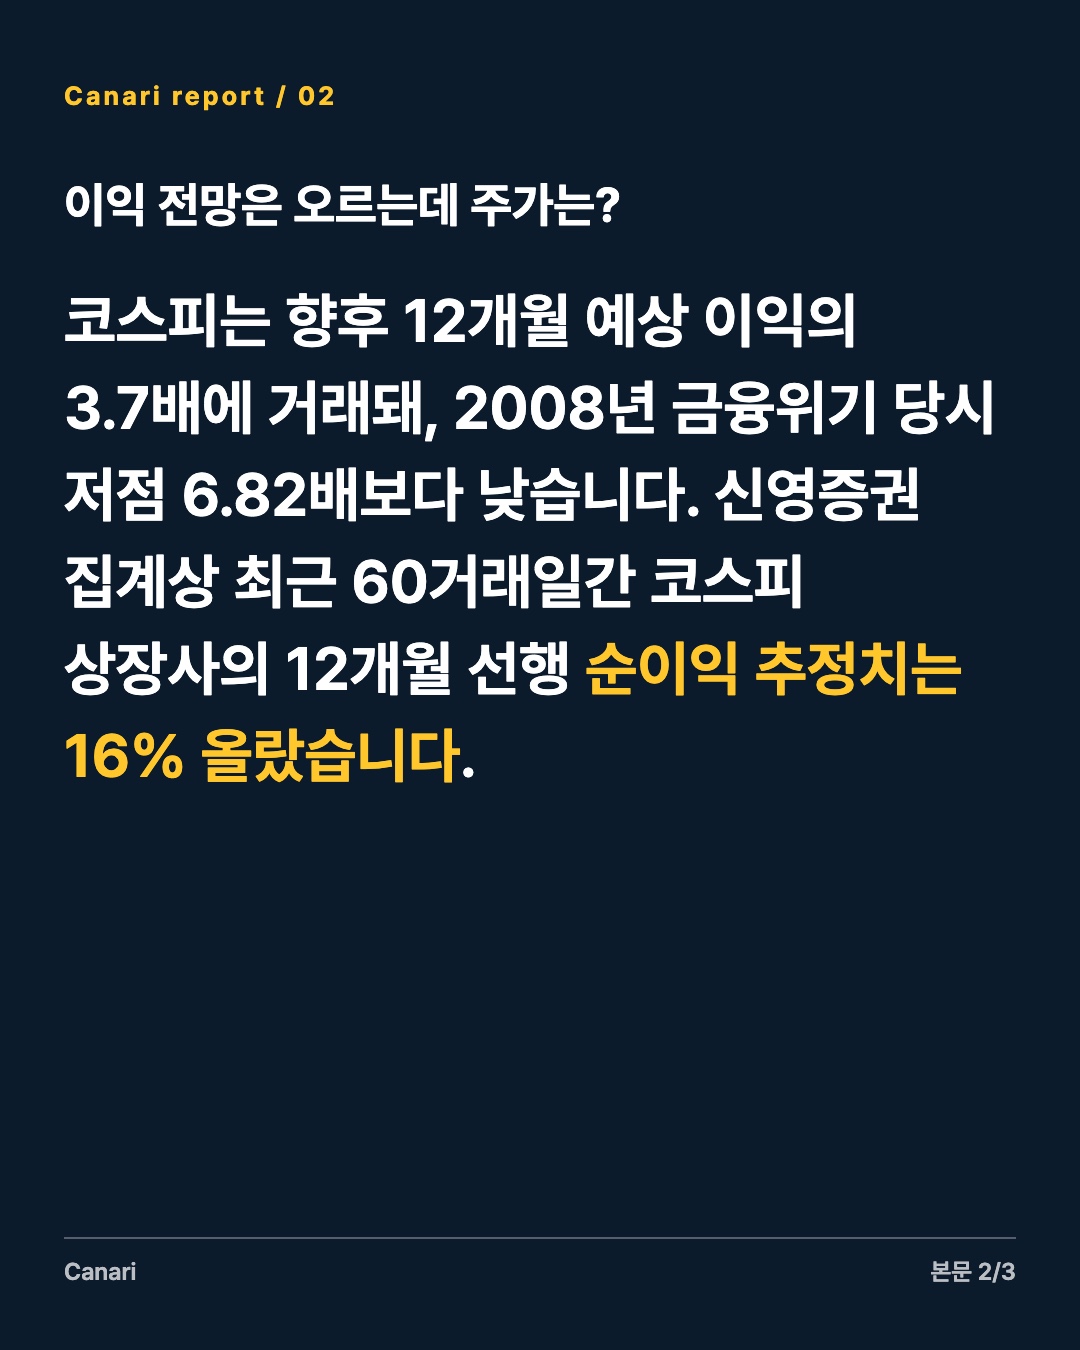 Canari report / 02
이익 전망은 오르는데 주가는?
코스피는 향후 12개월 예상 이익의
3.7배에 거래돼, 2008년 금융위기 당시
저점 6.82배보다 낮습니다. 신영증권
집계상 최근 60거래일간 코스피
상장사의 12개월 선행 순이익 추정치는
16% 올랐습니다.
Canari
본문 2/3